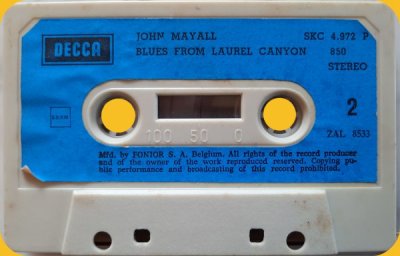 DECCA
JOHN MAYALL
SKC 4.972 P
BLUES FROM LAUREL CANYON
850
STEREO
2
100 50 0
ZAL 8533
Mfd. by FONIOR S. A. Belgium. All rights of the record producer
and of the owner of the work reproduced reserved. Copying pu-
blic performance and broadcasting of this record prohibited.